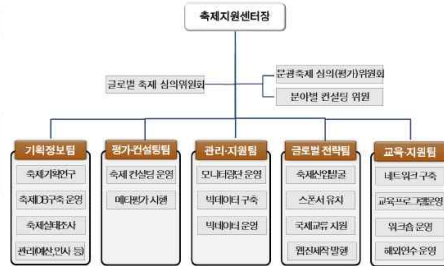 축제지원센터장
글로벌 축제 심의위원회
문광축제 심의(평가)위원회
분야별 컨설팅 위원
기획정보팀
평가·컨설팅팀
관리·지원팀
글로벌 전략팀
교육·지원팀
축제기획연구
축제DB구축 운영
축제실태조사
관리(예산,인사 등)
축제 컨설팅 운영
메타평가 시행
모니터링단 운영
빅데이터 구축
빅데이터 운영
축제산업발굴
스폰서 유치
국제교류 지원
웹진제작 발행
네트워크 구축
교육프로그램운영
워크숍 운영
해외연수 운영